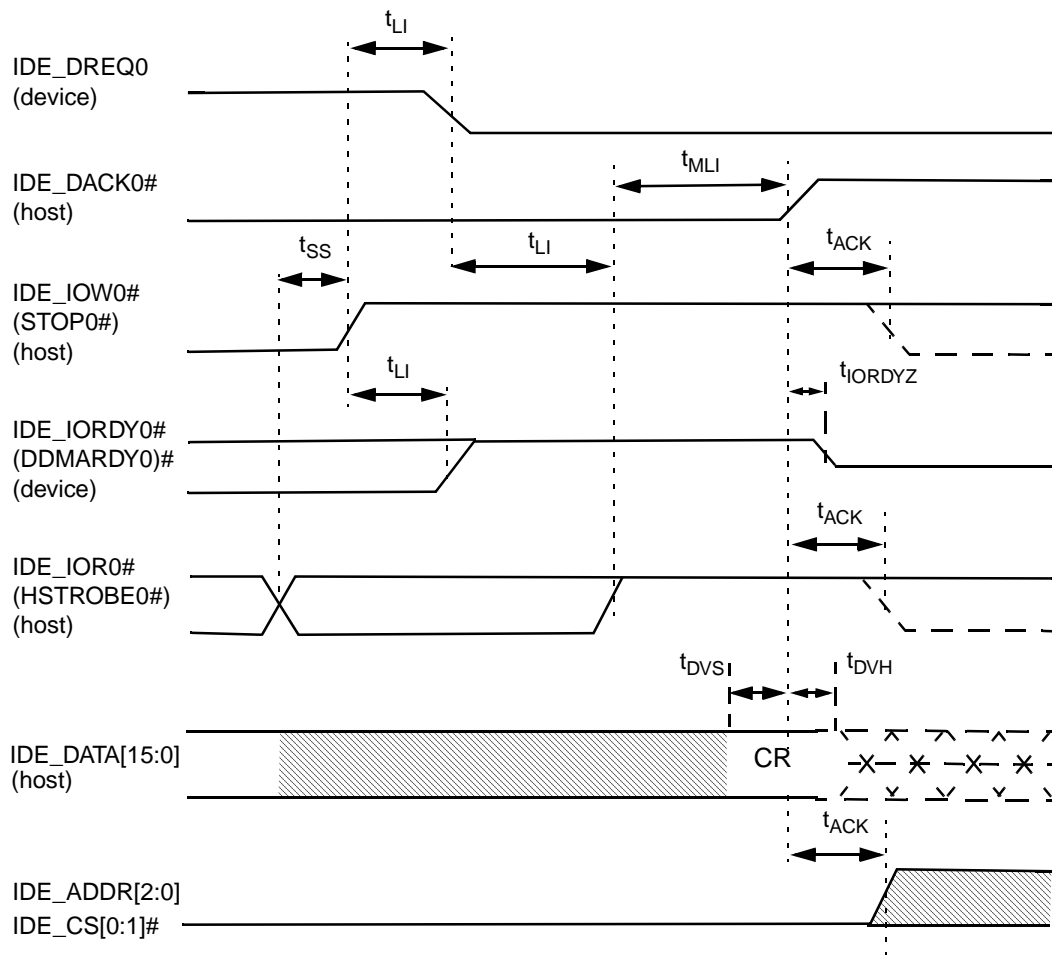 tLI
IDE_DREQ0
(device)
tMLI
IDE_DACK0#
(host)
tSS
tLI
tACK
IDE_IOW0#
(STOP0#)
(host)
tLI
tIORDYZ
IDE_IORDY0#
(DDMARDY0)#
(device)
tACK
IDE_IOR0#
(HSTROBE0#)
(host)
tDVS
tDVH
IDE_DATA[15:0]
(host)
CR
tACK
IDE_ADDR[2:0]
IDE_CS[0:1]#